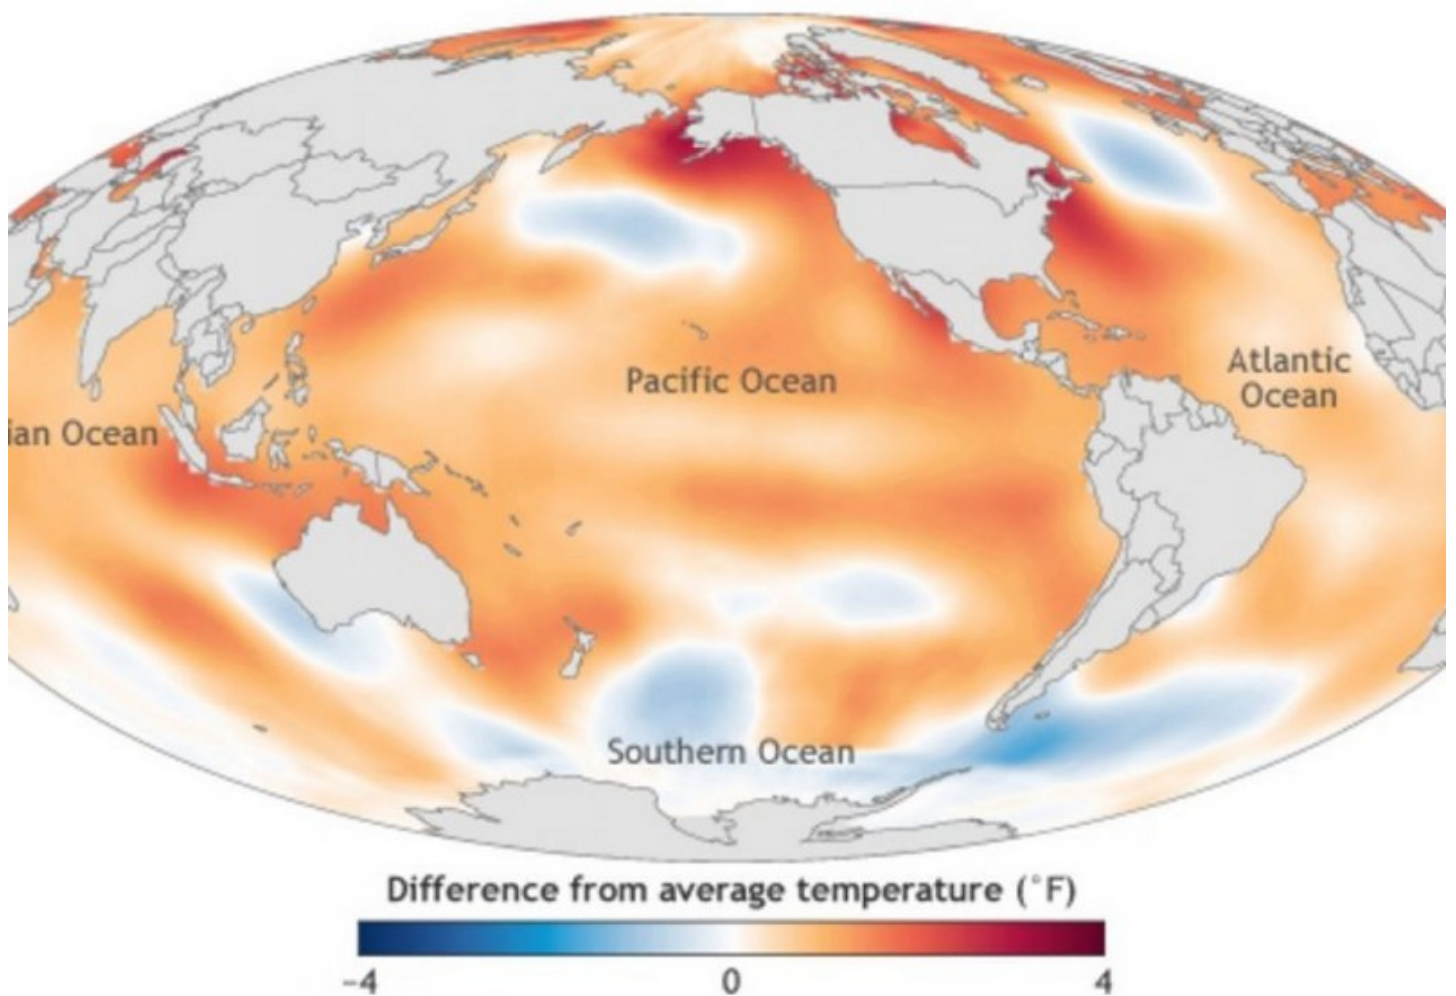 Atlantic
Ocean
Pacific Ocean
ian Ocean
Southern Ocean
Difference from average temperature (°F)
−4 0 4